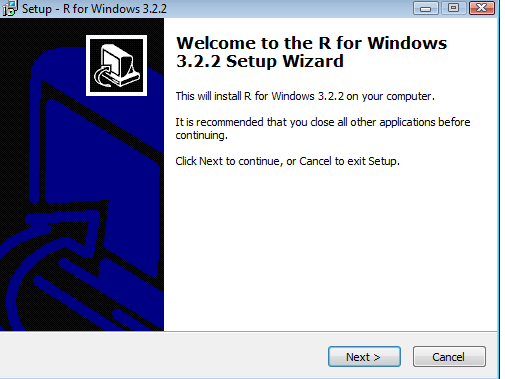 Setup - R for Windows 3.2.2
Welcome to the R for Windows
3.2.2 Setup Wizard
This will install R for Windows 3.2.2 on your computer.
It is recommended that you close all other applications before
continuing.
Click Next to continue, or Cancel to exit Setup.
Next >
Cancel